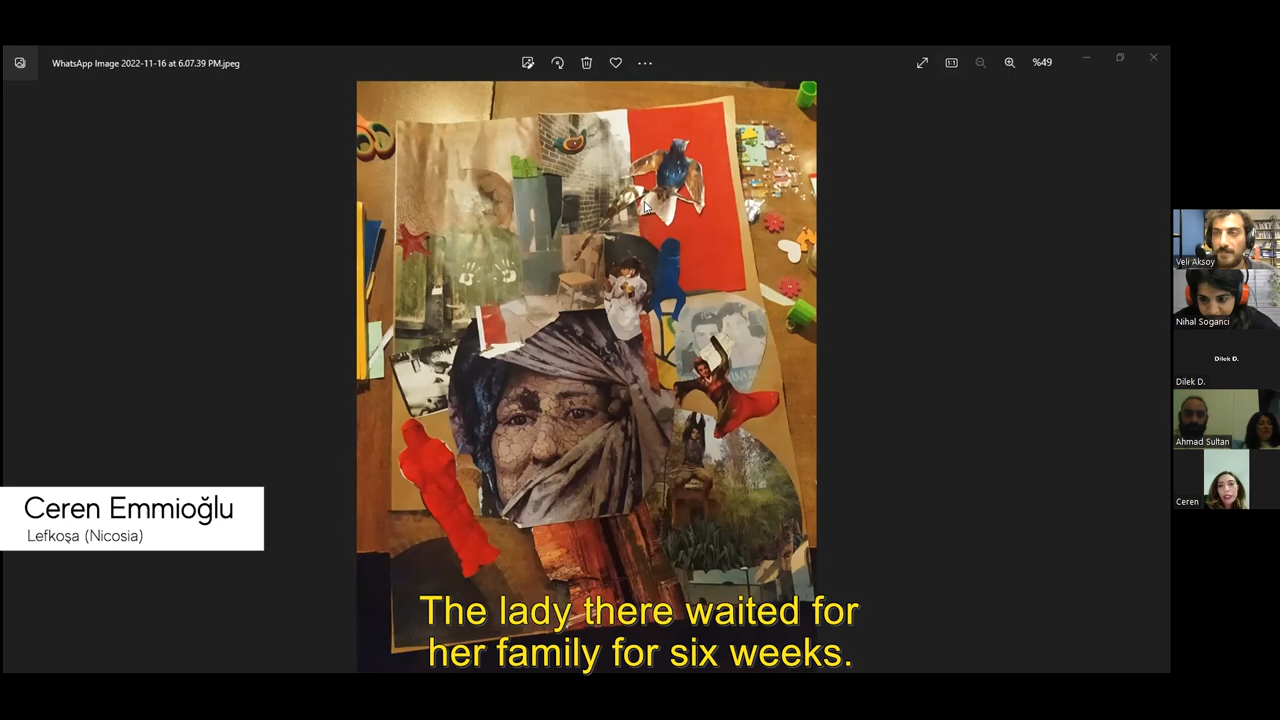 WhatsApp Image 2022-11-16 at 6.07.39 PM.jpeg
%49
Veli Aksoy
Nihal Soganci
Dilek D.
Dilek D.
Ahmad Sultan
Ceren
Ceren Emmioğlu
Lefkoşa (Nicosia)
The lady there waited for
her family for six weeks.